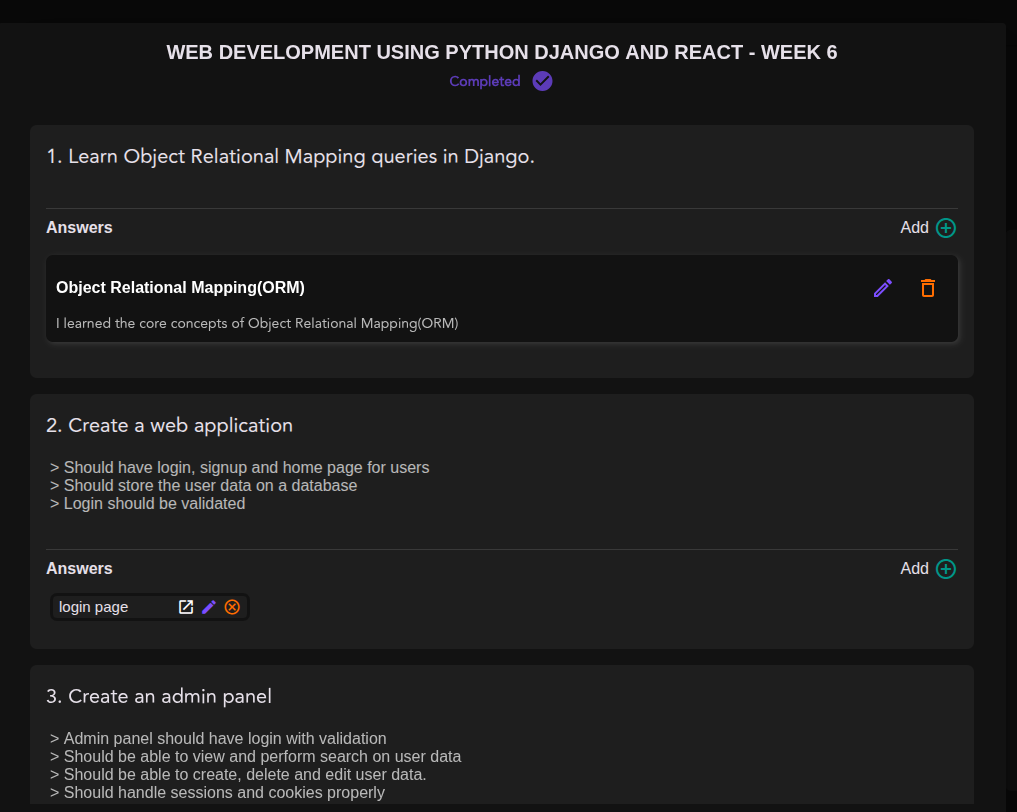 WEB DEVELOPMENT USING PYTHON DJANGO AND REACT - WEEK 6
Completed
1. Learn Object Relational Mapping queries in Django.
Answers
Add
Object Relational Mapping(ORM)
I learned the core concepts of Object Relational Mapping(ORM)
2. Create a web application
> Should have login, signup and home page for users
> Should store the user data on a database
> Login should be validated
Answers
Add
login page
3. Create an admin panel
> Admin panel should have login with validation
> Should be able to view and perform search on user data
> Should be able to create, delete and edit user data.
> Should handle sessions and cookies properly